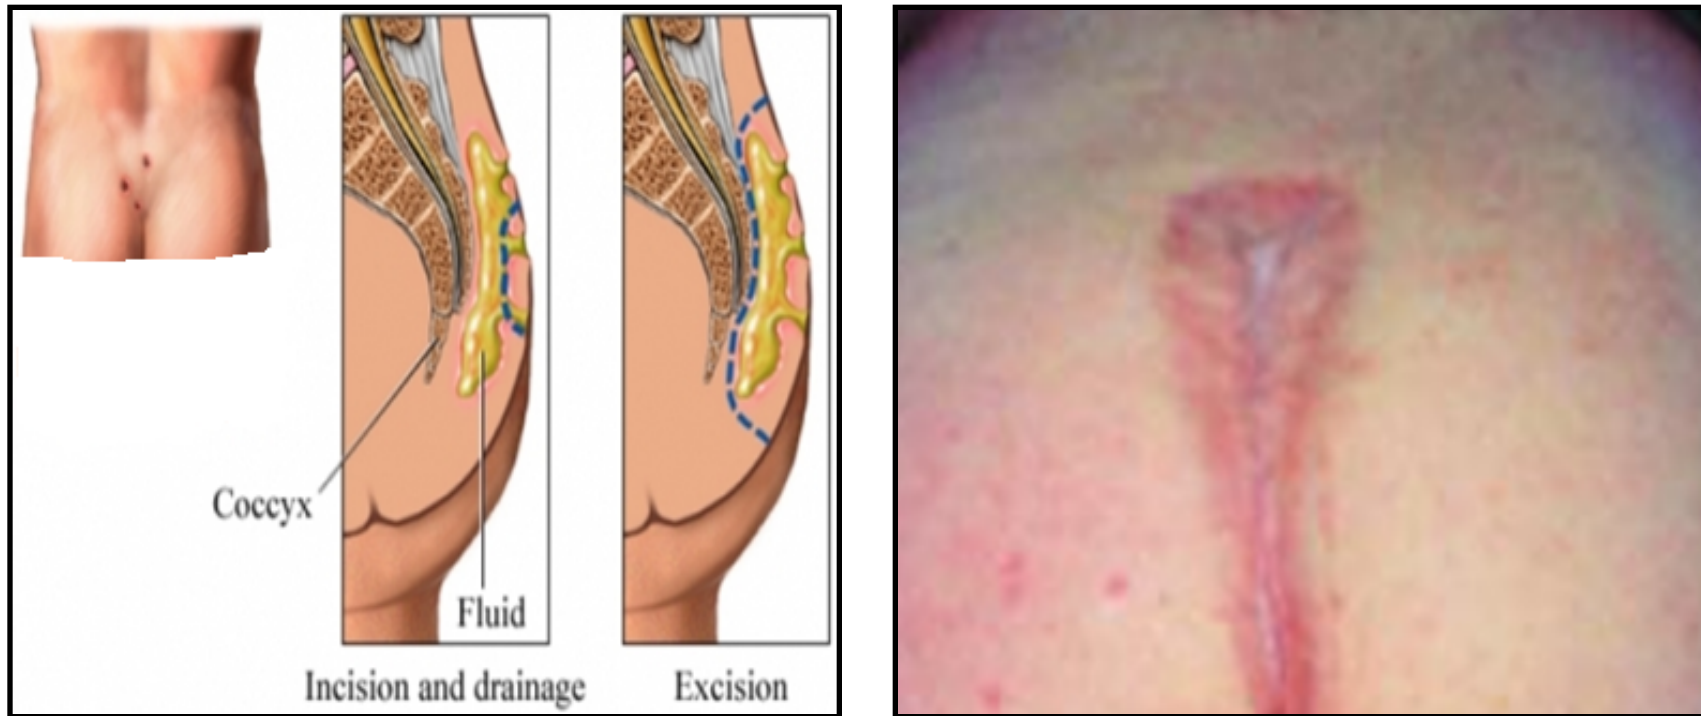 Coccyx
Fluid
Incision and drainage
Excision